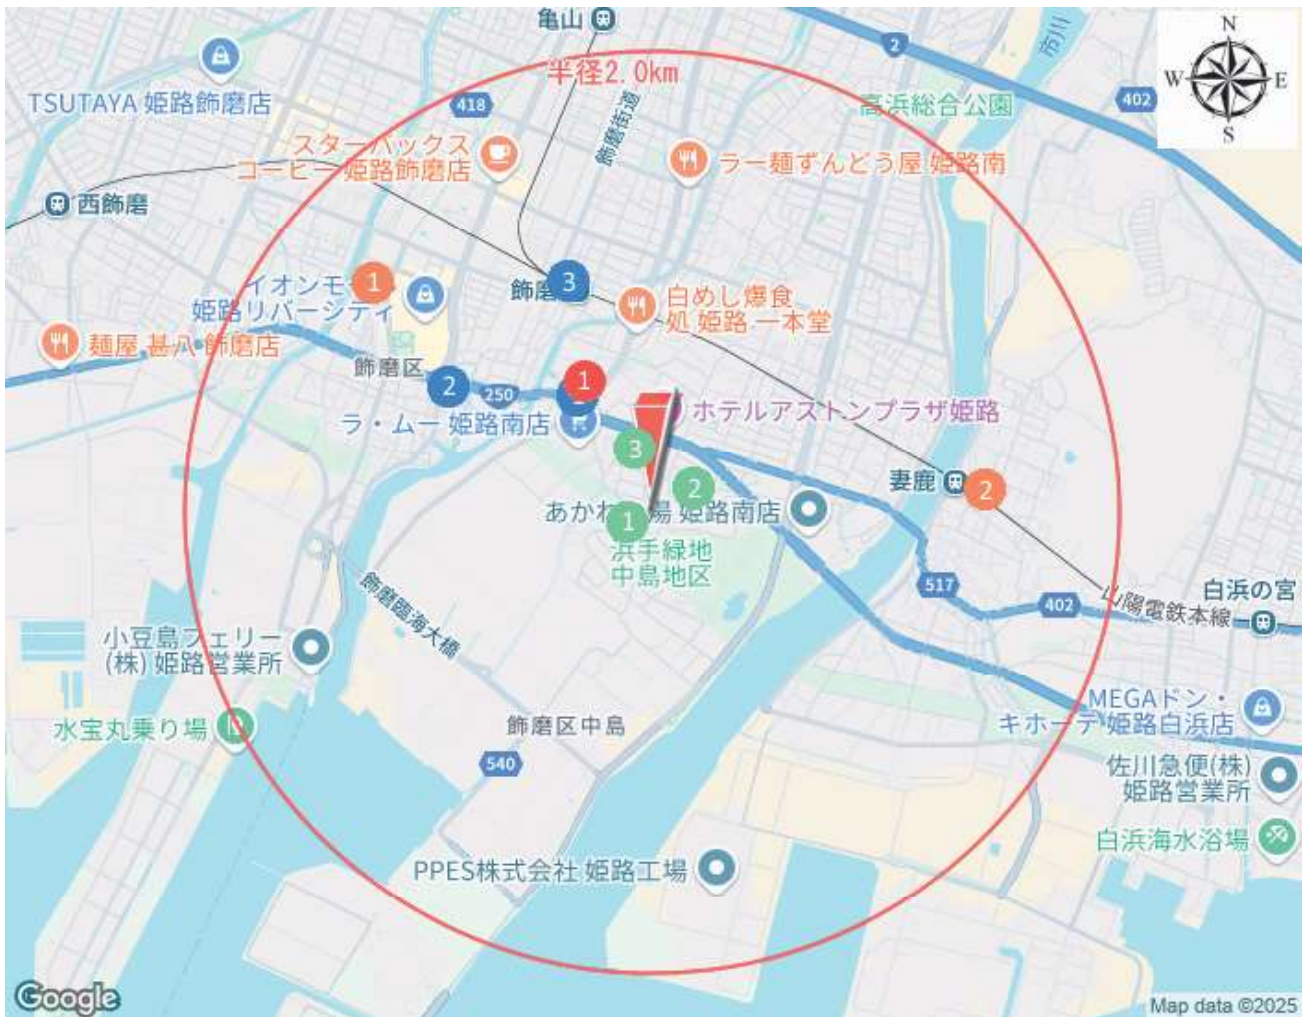 亀山
N
W
E
S
市川
2
半径2.0km
TSUTAYA 姫路飾磨店
418
飾磨街道
高浜総合公園
402
スターバックス
コーヒー 姫路飾磨店
ラー麺ずんどう屋 姫路南
西飾磨
1
イオンモ
姫路リバーシティ
飾磨
3
白めし爆食
処 姫路 一本堂
麺屋 甚八 飾磨店
飾磨区
2
250
1
ラ・ムー 姫路南店
ホテルアストンプラザ姫路
3
2
妻鹿
2
あかね
湯 姫路南店
1
浜手緑地
中島地区
517
402
白浜の宮
山陽電鉄本線
飾磨臨海大橋
小豆島フェリー
(株) 姫路営業所
水宝丸乗り場
飾磨区中島
MEGAドン・
キホーテ 姫路白浜店
540
佐川急便(株)
姫路営業所
白浜海水浴場
PPES株式会社 姫路工場
Google
Map data ©2025